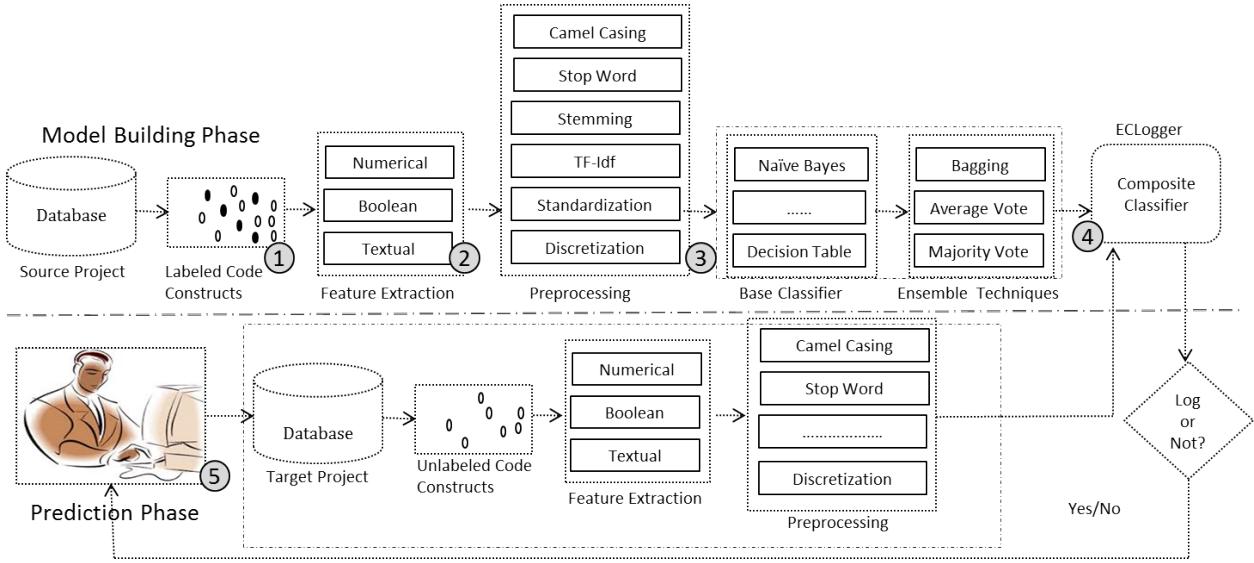 Model Building Phase
Database
Source Project
1
Labeled Code
Constructs
Numerical
Boolean
Textual
2
Feature Extraction
Camel Casing
Stop Word
Stemming
TF-Idf
Standardization
Discretization
3
Preprocessing
Naïve Bayes
......
Decision Table
Base Classifier
Bagging
Average Vote
Majority Vote
Ensemble Techniques
4
ECLogger
Composite
Classifier
5
Prediction Phase
Database
Target Project
Unlabeled Code
Constructs
Numerical
Boolean
Textual
Feature Extraction
Camel Casing
Stop Word
..................
Discretization
Preprocessing
Log
or
Not?
Yes/No